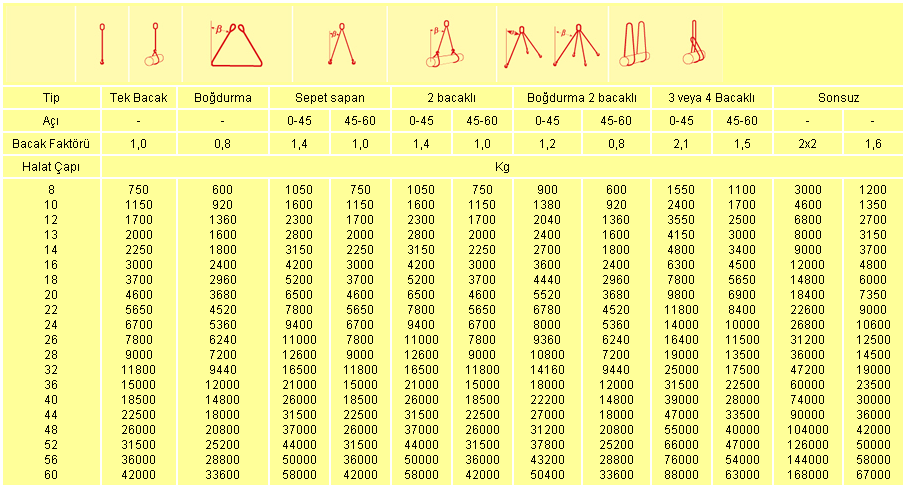 β β β β α β
Tip Tek Bacak Boğdurma Sepet sapan 2 bacaklı Boğdurma 2 bacaklı 3 veya 4 Bacaklı Sonsuz
Açı - - 0-45 45-60 0-45 45-60 0-45 45-60 0-45 45-60 - -
Bacak Faktörü 1,0 0,8 1,4 1,0 1,4 1,0 1,2 0,8 2,1 1,5 2x2 1,6
Halat Çapı Kg
8 750 600 1050 750 1050 750 900 600 1550 1100 3000 1200
10 1150 920 1600 1150 1600 1150 1380 920 2400 1700 4600 1350
12 1700 1360 2300 1700 2300 1700 2040 1360 3550 2500 6800 2700
13 2000 1600 2800 2000 2800 2000 2400 1600 4150 3000 8000 3150
14 2250 1800 3150 2250 3150 2250 2700 1800 4800 3400 9000 3700
16 3000 2400 4200 3000 4200 3000 3600 2400 6300 4500 12000 4800
18 3700 2960 5200 3700 5200 3700 4440 2960 7800 5650 14800 6000
20 4600 3680 6500 4600 6500 4600 5520 3680 9800 6900 18400 7350
22 5650 4520 7800 5650 7800 5650 6780 4520 11800 8400 22600 9000
24 6700 5360 9400 6700 9400 6700 8000 5360 14000 10000 26800 10600
26 7800 6240 11000 7800 11000 7800 9360 6240 16400 11500 31200 12500
28 9000 7200 12600 9000 12600 9000 10800 7200 19000 13500 36000 14500
32 11800 9440 16500 11800 16500 11800 14160 9440 25000 17500 47200 19000
36 15000 12000 21000 15000 21000 15000 18000 12000 31500 22500 60000 23500
40 18500 14800 26000 18500 26000 18500 22200 14800 39000 28000 74000 30000
44 22500 18000 31500 22500 31500 22500 27000 18000 47000 33500 90000 36000
48 26000 20800 37000 26000 37000 26000 31200 20800 55000 40000 104000 42000
52 31500 25200 44000 31500 44000 31500 37800 25200 66000 47000 126000 50000
56 36000 28800 50000 36000 50000 36000 43200 28800 76000 54000 144000 58000
60 42000 33600 58000 42000 58000 42000 50400 33600 88000 63000 168000 67000